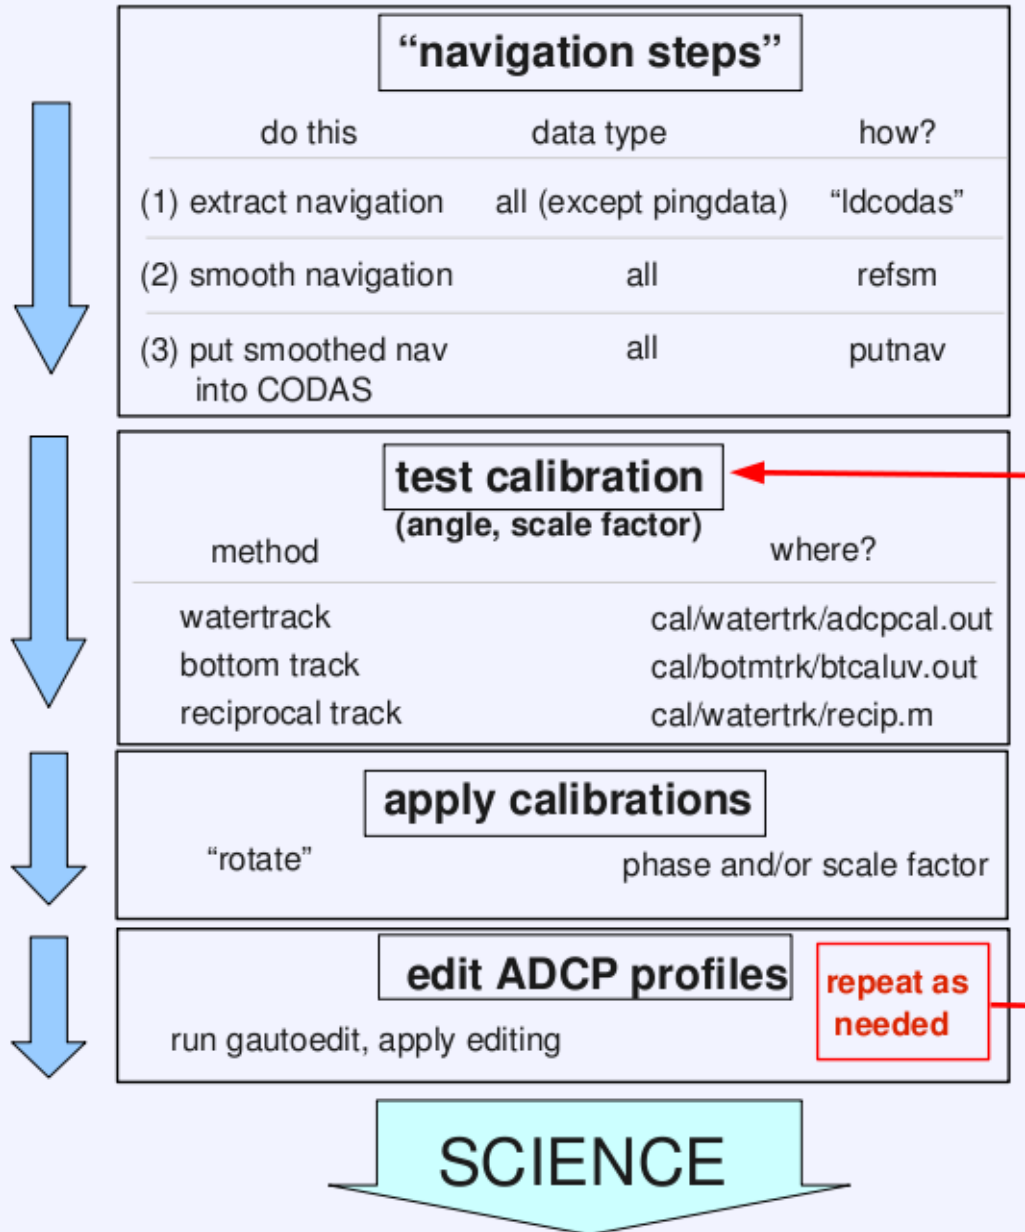 “navigation steps”
do this data type how?
(1) extract navigation all (except pingdata) “ldcodas”
(2) smooth navigation all refsm
(3) put smoothed nav all putnav
into CODAS
test calibration
(angle, scale factor)
method where?
watertrack cal/watertrk/adcpcal.out
bottom track cal/botmtrk/btcaluv.out
reciprocal track cal/watertrk/recip.m
apply calibrations
“rotate” phase and/or scale factor
edit ADCP profiles
repeat as
needed
run gautoedit, apply editing
SCIENCE